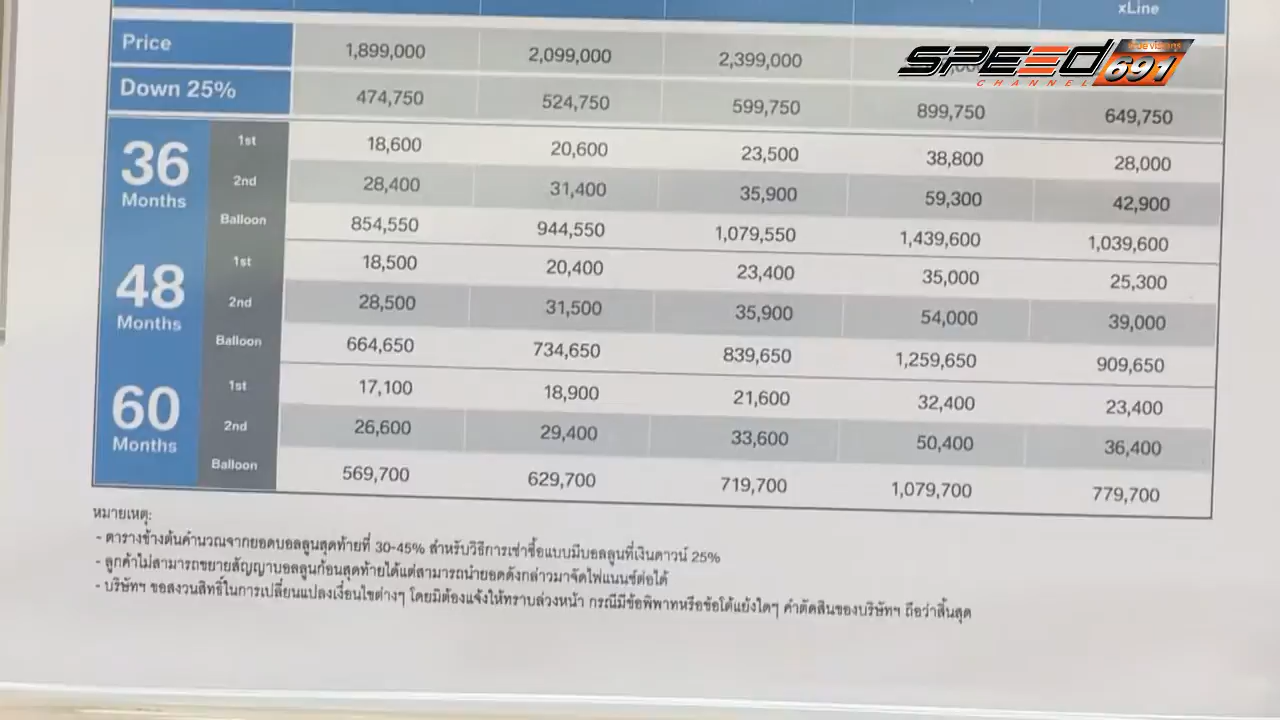 xLine
Price 1,899,000 2,099,000 2,399,000
SPEED 691
CHANNEL
Down 25% 474,750 524,750 599,750 899,750 649,750
36 Months
1st 18,600 20,600 23,500 38,800 28,000
2nd 28,400 31,400 35,900 59,300 42,900
Balloon 854,550 944,550 1,079,550 1,439,600 1,039,600
48 Months
1st 18,500 20,400 23,400 35,000 25,300
2nd 28,500 31,500 35,900 54,000 39,000
Balloon 664,650 734,650 839,650 1,259,650 909,650
60 Months
1st 17,100 18,900 21,600 32,400 23,400
2nd 26,600 29,400 33,600 50,400 36,400
Balloon 569,700 629,700 719,700 1,079,700 779,700
หมายเหตุ:
- ตารางข้างต้นคำนวณจากยอดบอลลูนสุดท้ายที่ 30-45% สำหรับวิธีการเช่าซื้อแบบมีบอลลูนที่เงินดาวน์ 25%
- ลูกค้าไม่สามารถขยายสัญญาบอลลูนก้อนสุดท้ายได้แต่สามารถนำยอดดังกล่าวมาจัดไฟแนนซ์ต่อได้
- บริษัทฯ ขอสงวนสิทธิ์ในการเปลี่ยนแปลงเงื่อนไขต่างๆ โดยมิต้องแจ้งให้ทราบล่วงหน้า กรณีมีข้อพิพาทหรือข้อโต้แย้งใดๆ คำตัดสินของบริษัทฯ ถือว่าสิ้นสุด